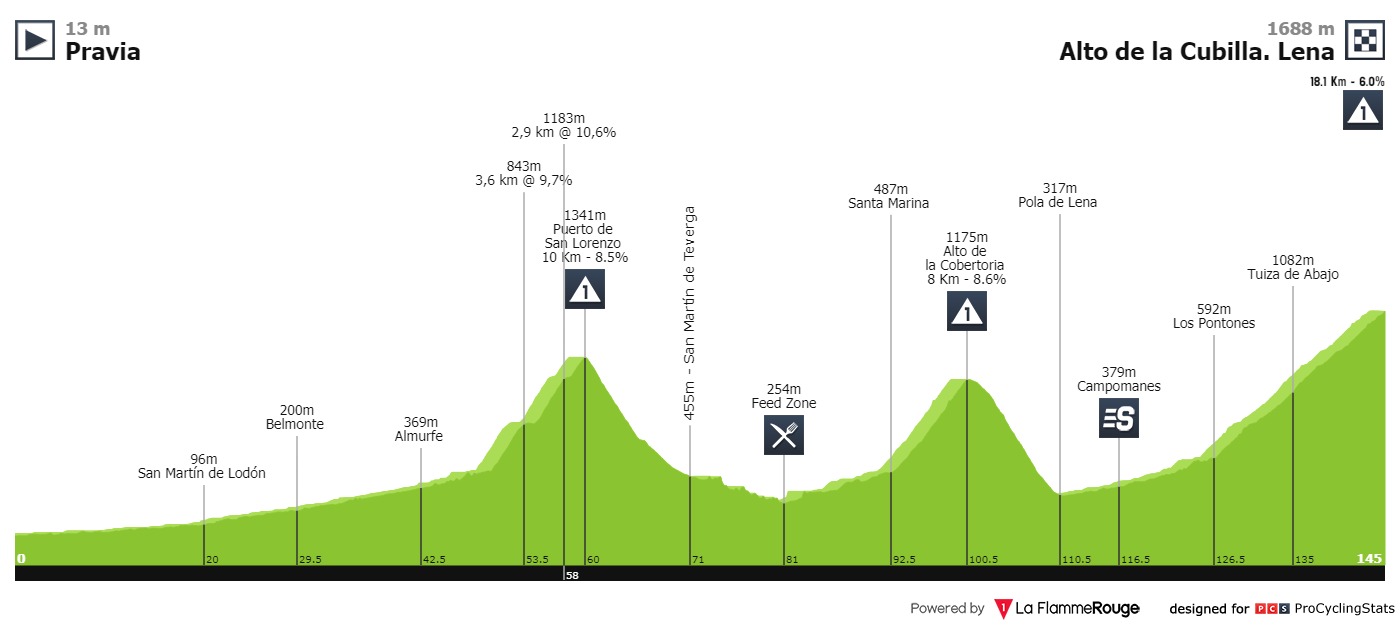 13 m
Pravia
1688 m
Alto de la Cubilla. Lena
18.1 Km - 6.0%
1
1183m
2,9 km @ 10,6%
843m
3,6 km @ 9,7%
1341m
Puerto de
San Lorenzo
10 Km - 8.5%
1
455m - San Martín de Teverga
487m
Santa Marina
317m
Pola de Lena
1175m
Alto de
la Cobertoria
8 Km - 8.6%
1
1082m
Tuiza de Abajo
592m
Los Pontones
379m
Campomanes
S
254m
Feed Zone
200m
Belmonte
369m
Almurfe
96m
San Martín de Lodón
0
20
29.5
42.5
53.5
58
60
71
81
92.5
100.5
110.5
116.5
126.5
135
145
Powered by 1 La FlammeRouge
designed for PCS ProCyclingStats